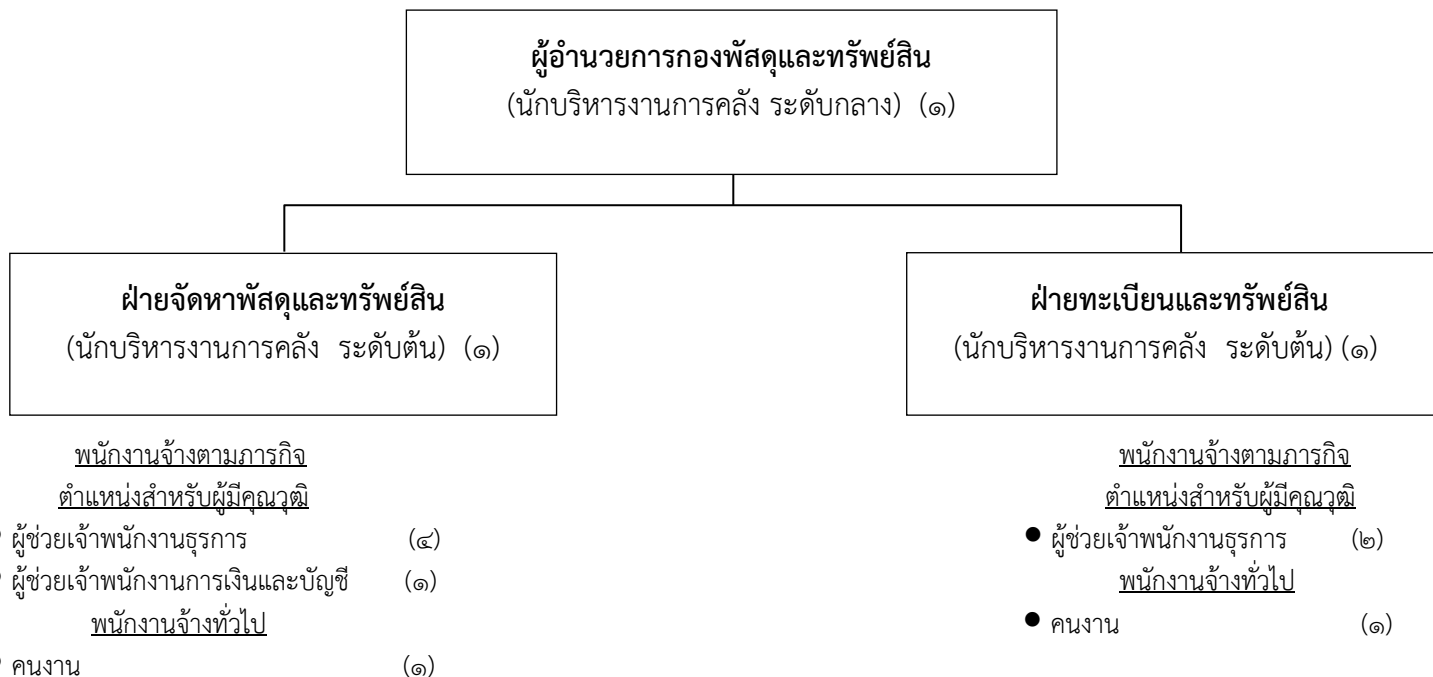 ผู้อำนวยการกองพัสดุและทรัพย์สิน
(นักบริหารงานการคลัง ระดับกลาง) (๑)
ฝ่ายจัดหาพัสดุและทรัพย์สิน
(นักบริหารงานการคลัง ระดับต้น) (๑)
พนักงานจ้างตามภารกิจ
ตำแหน่งสำหรับผู้มีคุณวุฒิ
● ผู้ช่วยเจ้าพนักงานธุรการ (๔)
● ผู้ช่วยเจ้าพนักงานการเงินและบัญชี (๑)
พนักงานจ้างทั่วไป
● คนงาน (๑)
ฝ่ายทะเบียนและทรัพย์สิน
(นักบริหารงานการคลัง ระดับต้น) (๑)
พนักงานจ้างตามภารกิจ
ตำแหน่งสำหรับผู้มีคุณวุฒิ
● ผู้ช่วยเจ้าพนักงานธุรการ (๒)
พนักงานจ้างทั่วไป
● คนงาน (๑)